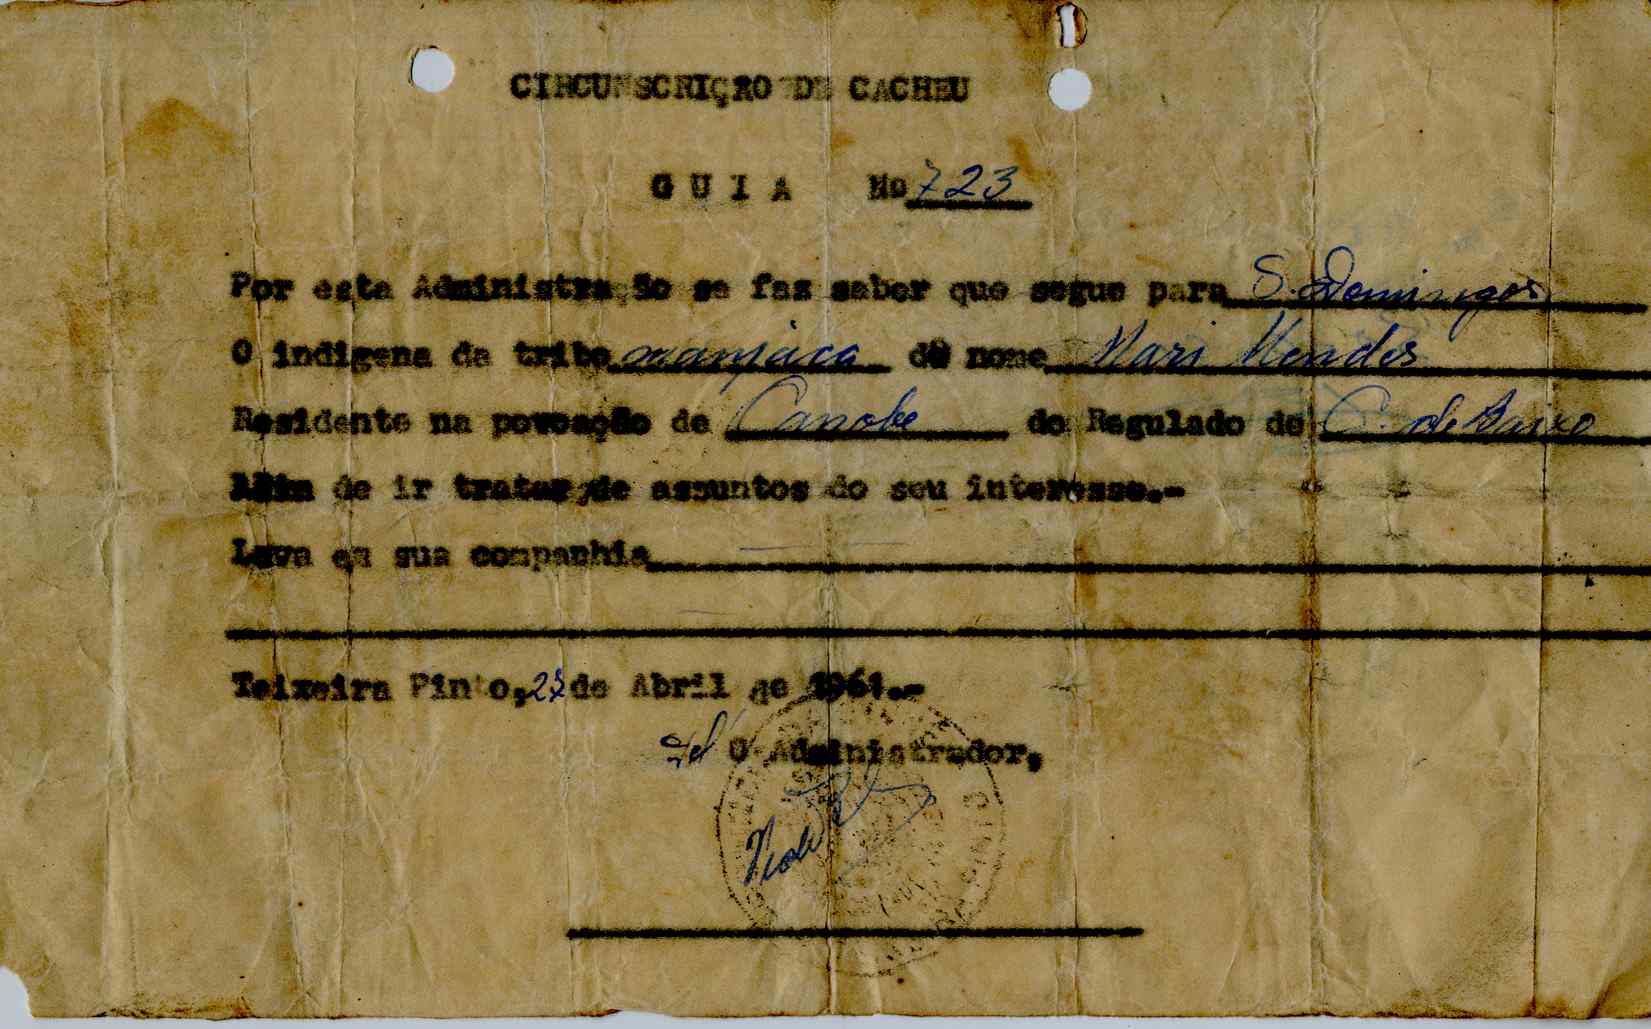 CIRCUNSCRIÇÃO DE CACHEU
GUIA No 723
Por esta Administração se faz saber que segue para S. Domingos
O indigena da tribo manjaca de nome Mari Mendes
Residente na povoação de Canobe do Regulado de C. de Baixo
Afim de ir tratar de assuntos do seu interesse.-
Leva em sua companhia
Teixeira Pinto, de Abril de 1961.-
O Administrador,